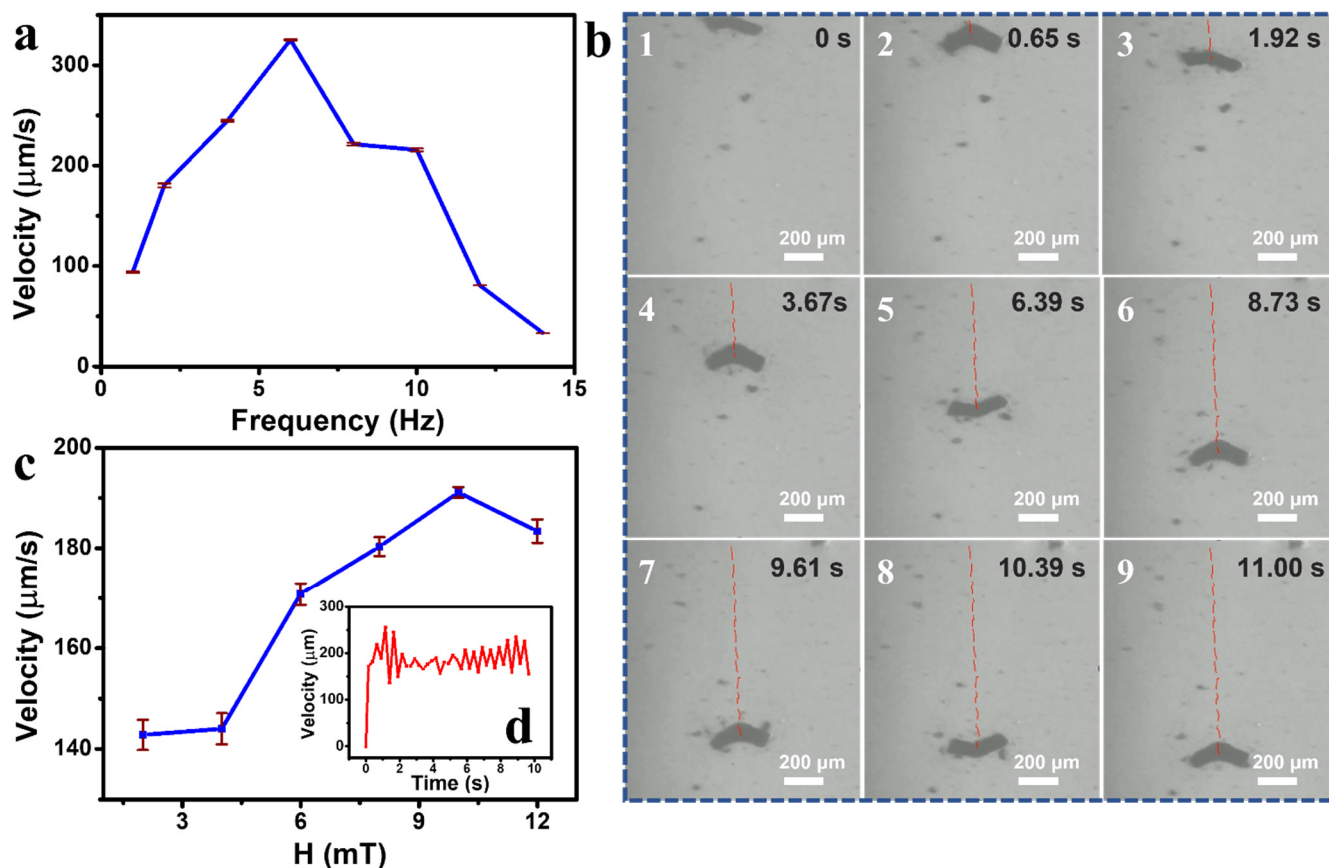 a
300
200
100
0
0
5
10
15
Velocity (μm/s)
Frequency (Hz)
b
1
0 s
200 μm
2
0.65 s
200 μm
3
1.92 s
200 μm
4
3.67s
200 μm
5
6.39 s
200 μm
6
8.73 s
200 μm
7
9.61 s
200 μm
8
10.39 s
200 μm
9
11.00 s
200 μm
c
200
180
160
140
3
6
9
12
Velocity (μm/s)
H (mT)
d
300
200
100
0
0
2
4
6
8
10
Velocity (μm)
Time (s)